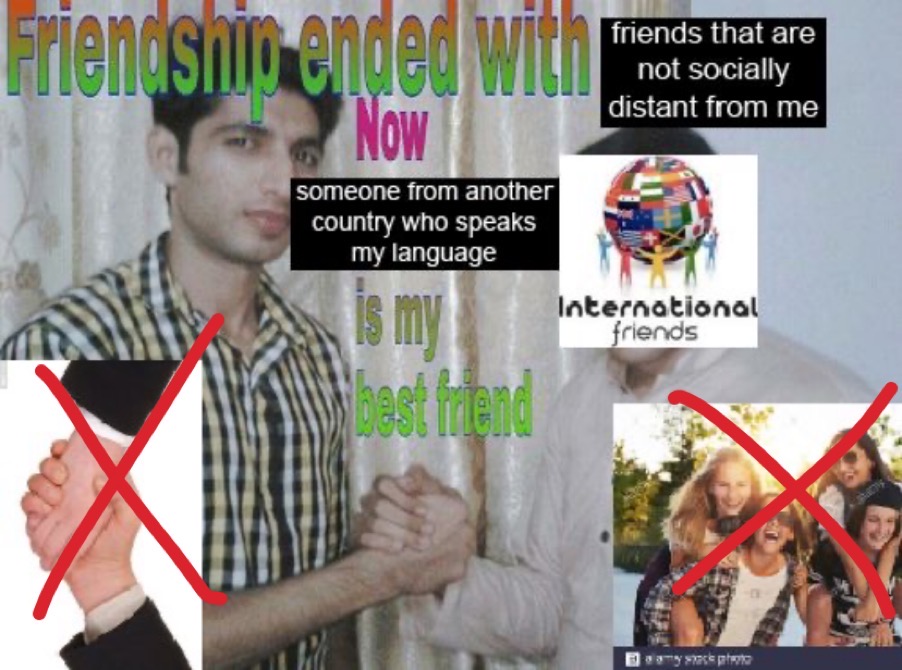 Friendship ended with
friends that are
not socially
distant from me
Now
someone from another
country who speaks
my language
International
friends
is my
best friend
alamy
a alamy stock photo